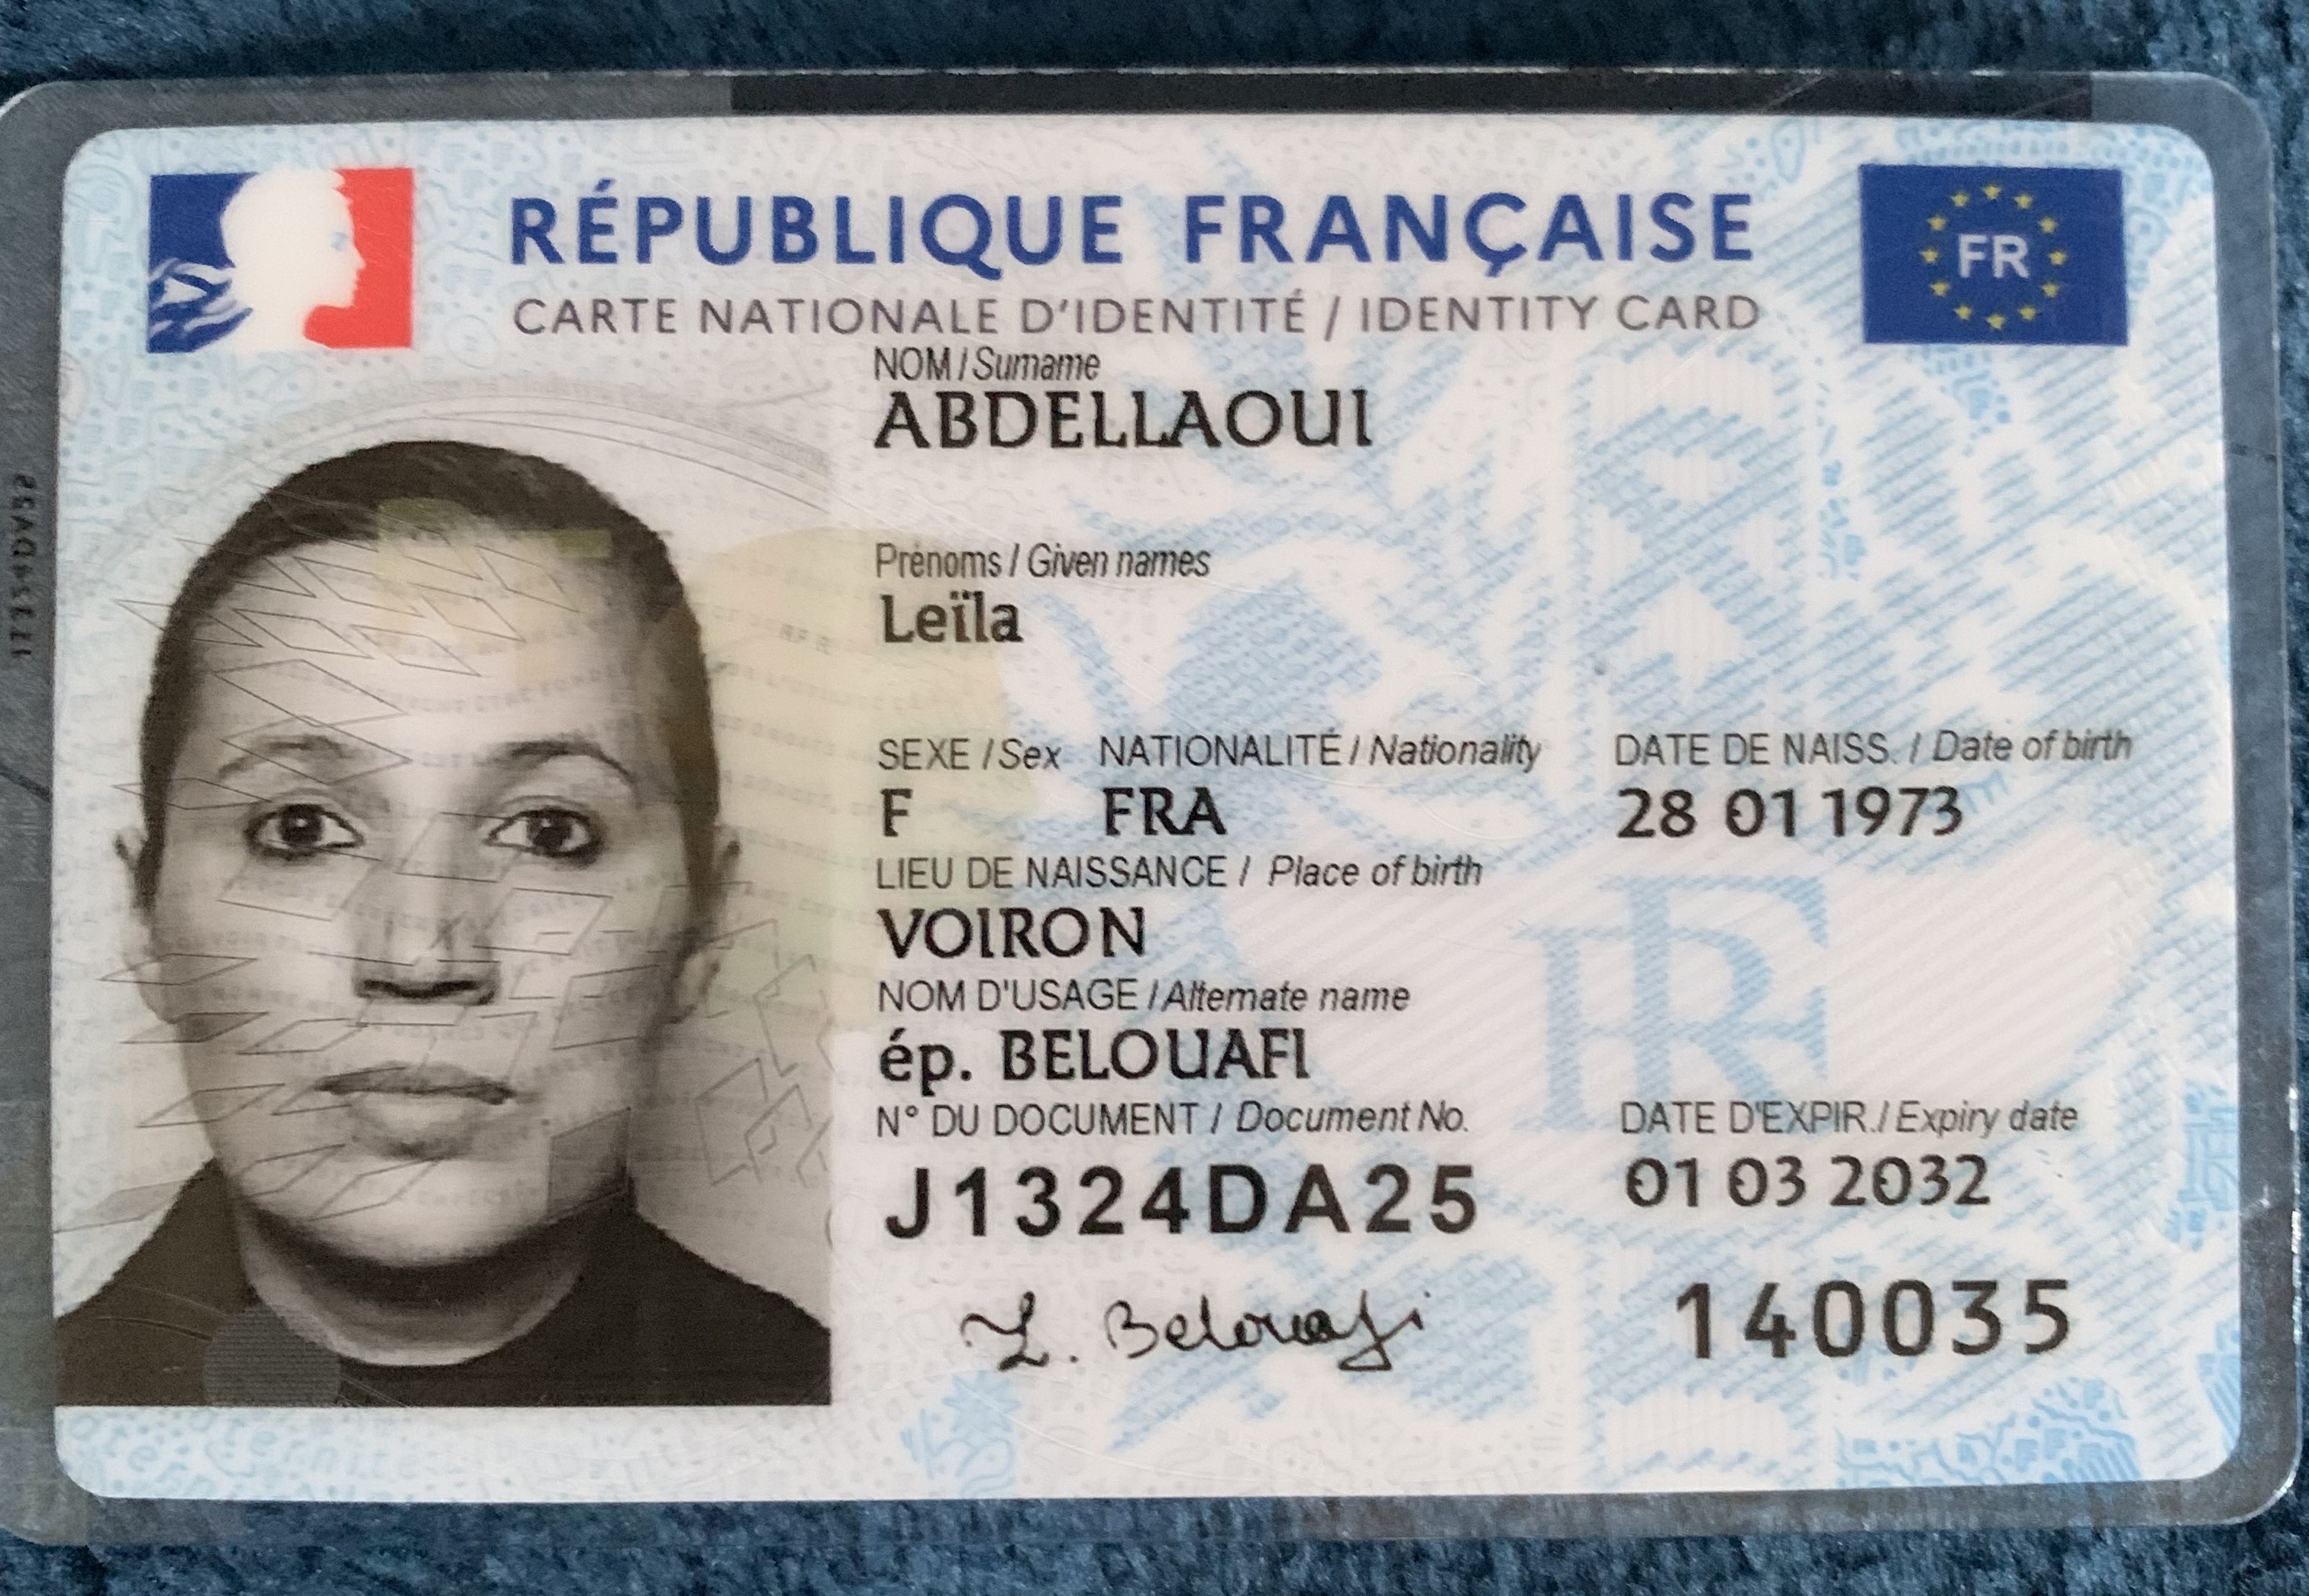 RÉPUBLIQUE FRANÇAISE
FR
CARTE NATIONALE D'IDENTITÉ / IDENTITY CARD
NOM / Surname
ABDELLAOUI
Prénoms / Given names
Leïla
SEXE / Sex NATIONALITÉ / Nationality DATE DE NAISS. / Date of birth
F FRA 28 01 1973
LIEU DE NAISSANCE / Place of birth
VOIRON
NOM D'USAGE / Alternate name
ép. BELOUAFI
N° DU DOCUMENT / Document No. DATE D'EXPIR. / Expiry date
J1324DA25 01 03 2032
L. Belouafi 140035